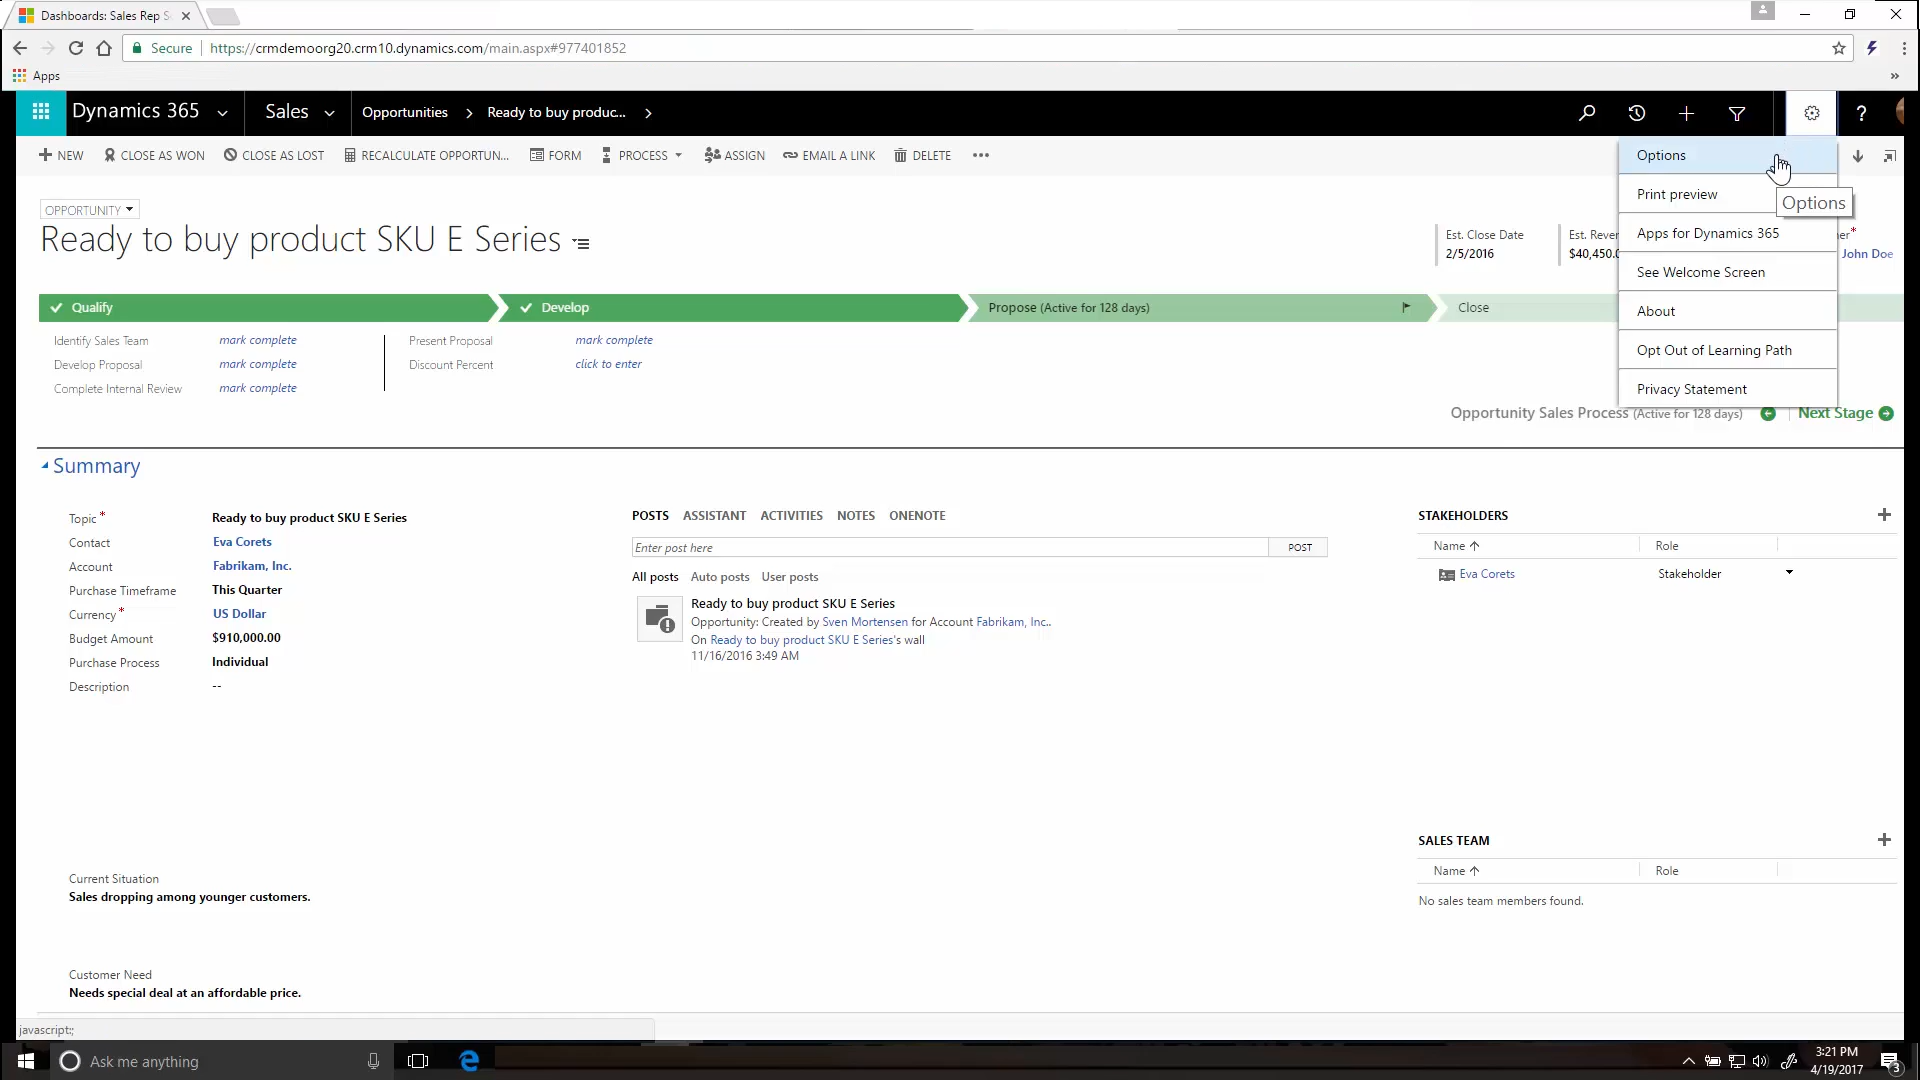 Dashboards: Sales Rep S
Secure https://crmdemoorg20.crm10.dynamics.com/main.aspx#977401852
Apps
Dynamics 365 Sales Opportunities Ready to buy produc...
NEW CLOSE AS WON CLOSE AS LOST RECALCULATE OPPORTUN... FORM PROCESS ASSIGN EMAIL A LINK DELETE
Options
Print preview
Options
Apps for Dynamics 365
See Welcome Screen
About
Opt Out of Learning Path
Privacy Statement
OPPORTUNITY
Ready to buy product SKU E Series
Est. Close Date
2/5/2016
Est. Rever
$40,450.0
er*
John Doe
Qualify Develop Propose (Active for 128 days) Close
Identify Sales Team mark complete Present Proposal mark complete
Develop Proposal mark complete Discount Percent click to enter
Complete Internal Review mark complete
Opportunity Sales Process (Active for 128 days) Next Stage
Summary
Topic* Ready to buy product SKU E Series
Contact Eva Corets
Account Fabrikam, Inc.
Purchase Timeframe This Quarter
Currency* US Dollar
Budget Amount $910,000.00
Purchase Process Individual
Description --
Current Situation
Sales dropping among younger customers.
Customer Need
Needs special deal at an affordable price.
POSTS ASSISTANT ACTIVITIES NOTES ONENOTE
Enter post here POST
All posts Auto posts User posts
Ready to buy product SKU E Series
Opportunity: Created by Sven Mortensen for Account Fabrikam, Inc..
On Ready to buy product SKU E Series's wall
11/16/2016 3:49 AM
STAKEHOLDERS
Name Role
Eva Corets Stakeholder
SALES TEAM
Name Role
No sales team members found.
javascript:;
Ask me anything
3:21 PM
4/19/2017
3